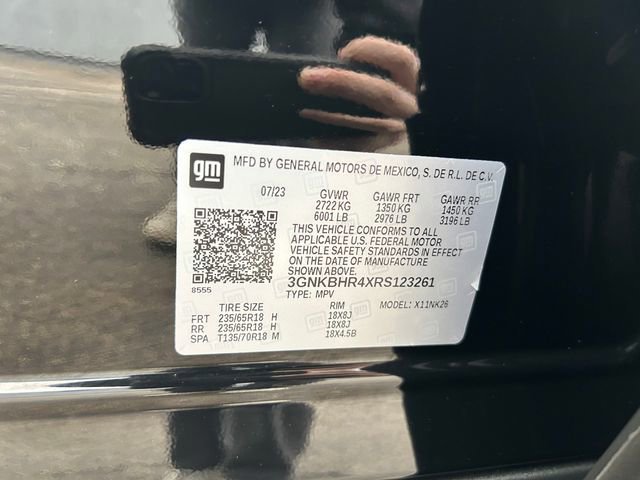 gm
MFD BY GENERAL MOTORS DE MEXICO, S. DE R.L. DE C.V.
07/23 GVWR GAWR FRT GAWR RR
2722 KG 1350 KG 1450 KG
6001 LB 2976 LB 3196 LB
THIS VEHICLE CONFORMS TO ALL
APPLICABLE U.S. FEDERAL MOTOR
VEHICLE SAFETY STANDARDS IN EFFECT
ON THE DATE OF MANUFACTURE
SHOWN ABOVE.
3GNKBHR4XRS123261
8555
TYPE: MPV MODEL: X11NK26
TIRE SIZE RIM
FRT 235/65R18 H 18X8J
RR 235/65R18 H 18X8J
SPA T135/70R18 M 18X4.5B